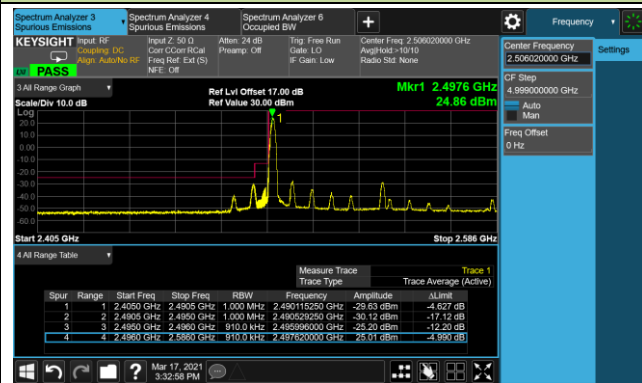 Spectrum Analyzer 3
Spurious Emissions
Spectrum Analyzer 4
Spurious Emissions
Spectrum Analyzer 6
Occupied BW
Frequency
KEYSIGHT
Input: RF
Coupling: DC
Align: Auto/No RF
Input Z: 50 Ω
Corr CCorr RCal
Freq Ref: Ext (S)
NFE: Off
Atten: 24 dB
Preamp: Off
Trig: Free Run
Gate: LO
IF Gain: Low
Center Freq: 2.506020000 GHz
Avg|Hold:>10/10
Radio Std: None
LXI PASS
Center Frequency
2.506020000 GHz
Settings
CF Step
4.999000000 GHz
Auto
Man
Freq Offset
0 Hz
3 All Range Graph
Scale/Div 10.0 dB
Ref Lvl Offset 17.00 dB
Ref Value 30.00 dBm
Mkr1 2.4976 GHz
24.86 dBm
Log
20.0
10.0
0.00
-10.0
-20.0
-30.0
-40.0
-50.0
-60.0
1
Start 2.405 GHz
Stop 2.586 GHz
4 All Range Table
Measure Trace Trace 1
Trace Type Trace Average (Active)
Spur Range Start Freq Stop Freq RBW Frequency Amplitude ΔLimit
1 1 2.4050 GHz 2.4905 GHz 1.000 MHz 2.490115250 GHz -29.63 dBm -4.627 dB
2 2 2.4905 GHz 2.4950 GHz 1.000 MHz 2.490529250 GHz -30.12 dBm -17.12 dB
3 3 2.4950 GHz 2.4960 GHz 910.0 kHz 2.495996000 GHz -25.20 dBm -12.20 dB
4 4 2.4960 GHz 2.5860 GHz 910.0 kHz 2.497620000 GHz 25.01 dBm -4.990 dB
Mar 17, 2021
3:32:58 PM